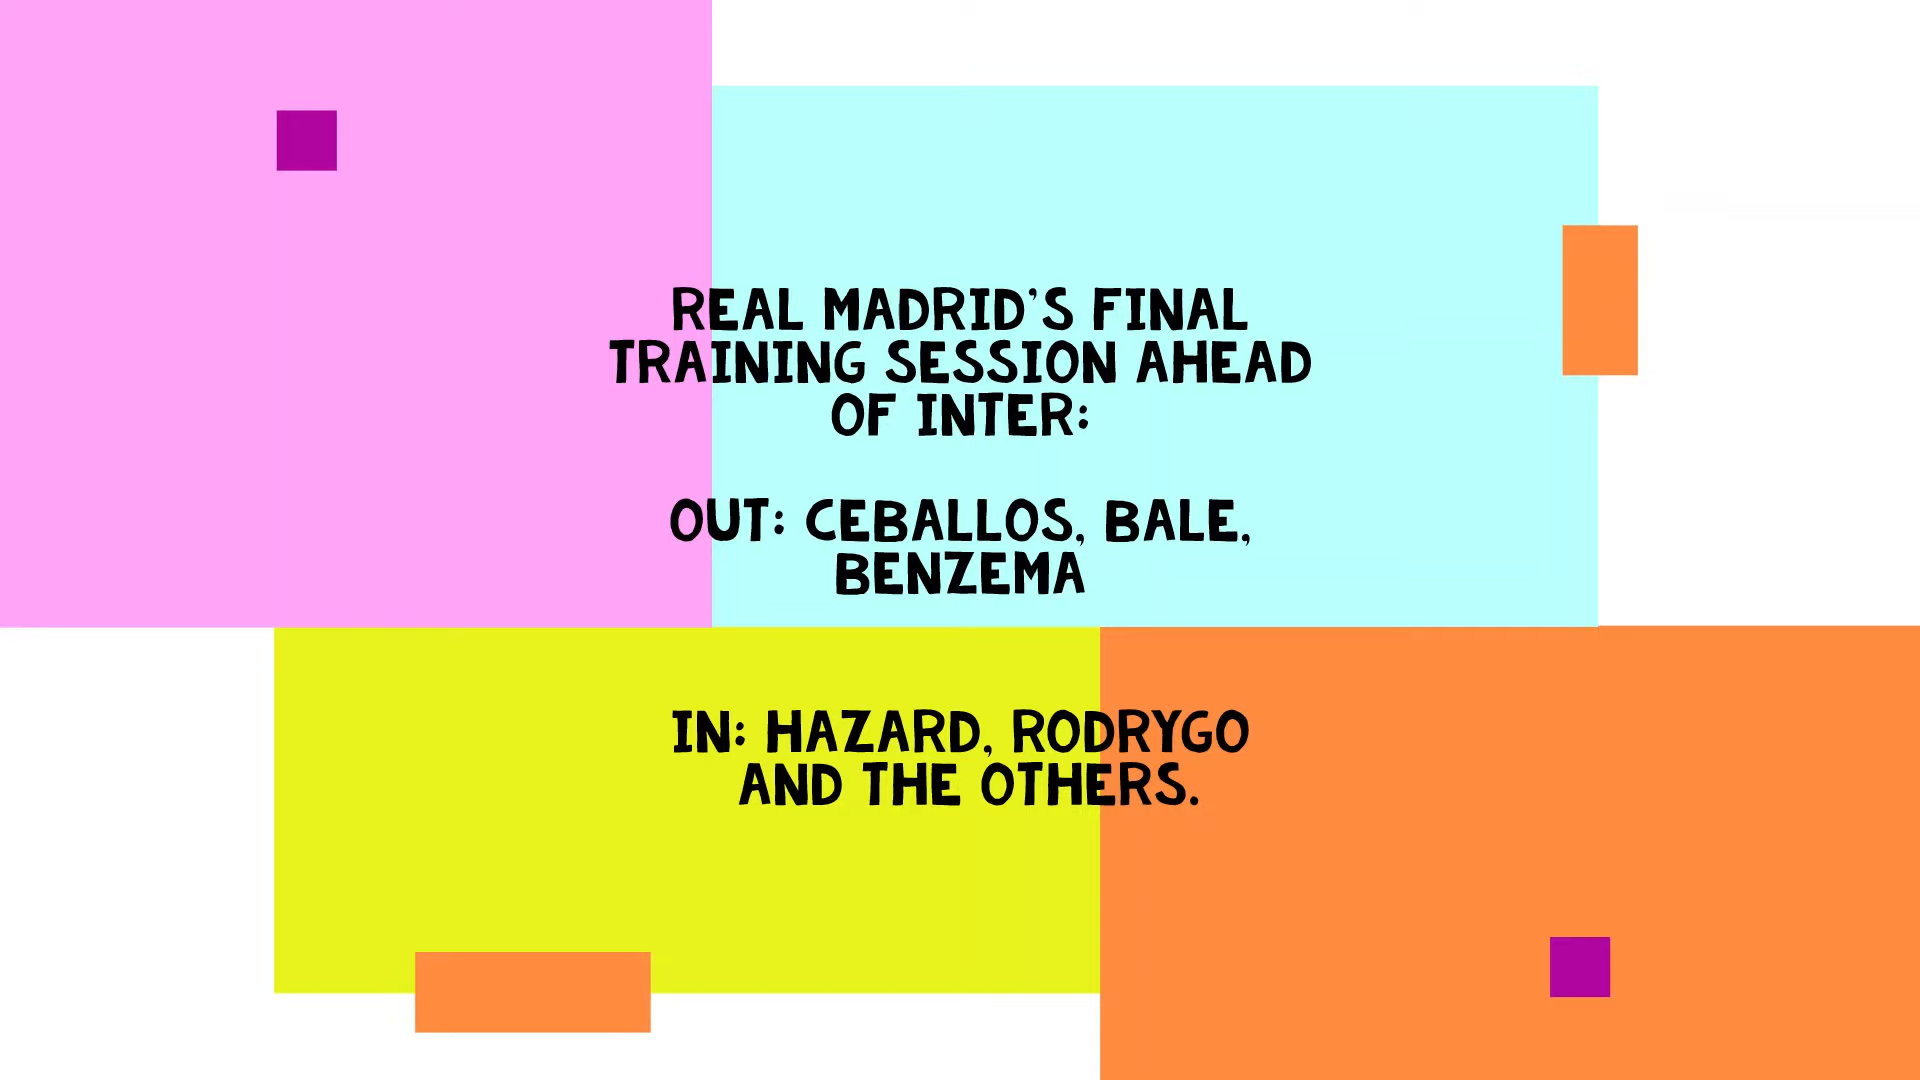 REAL MADRID'S FINAL
TRAINING SESSION AHEAD
OF INTER:
OUT: CEBALLOS, BALE,
BENZEMA
IN: HAZARD, RODRYGO
AND THE OTHERS.